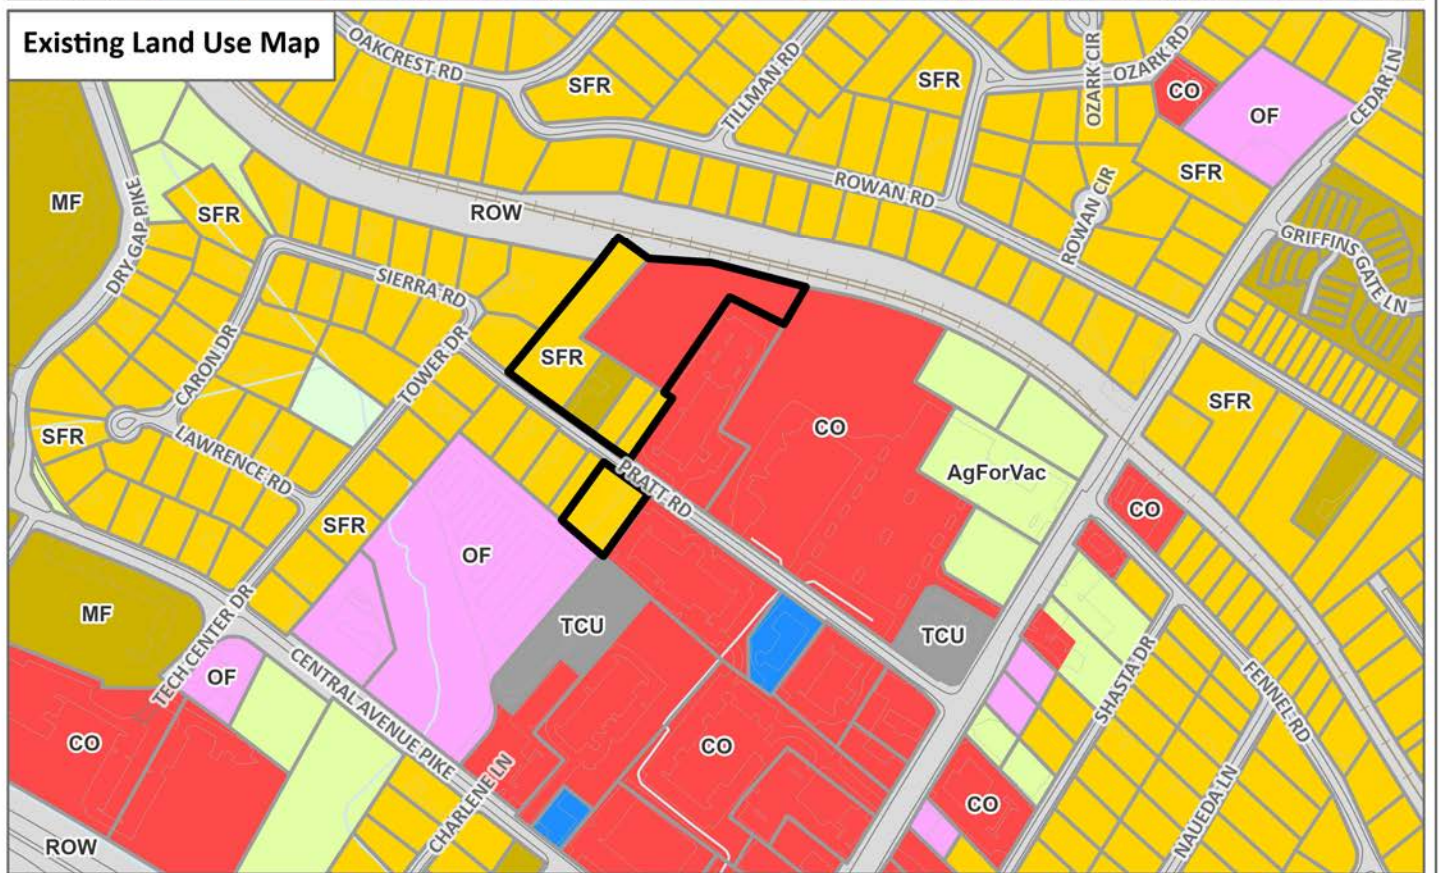 Existing Land Use Map
OAKCREST RD
SFR
TILLMAN RD
SFR
OZARK CIR
OZARK RD
CO
OF
CEDAR LN
MF
DRY GAP PIKE
SFR
ROW
ROWAN RD
ROWAN CIR
SFR
GRIFFINS GATE LN
SIERRA RD
CARON DR
TOWER DR
SFR
SFR
SFR
LAWRENCE RD
CO
AgForVac
PRATT RD
CO
SFR
OF
MF
TCU
TCU
TECH CENTER DR
OF
CENTRAL AVENUE PIKE
SHASTA DR
FENNEL RD
CO
CO
CHARLENE LN
CO
NAUEDA LN
ROW